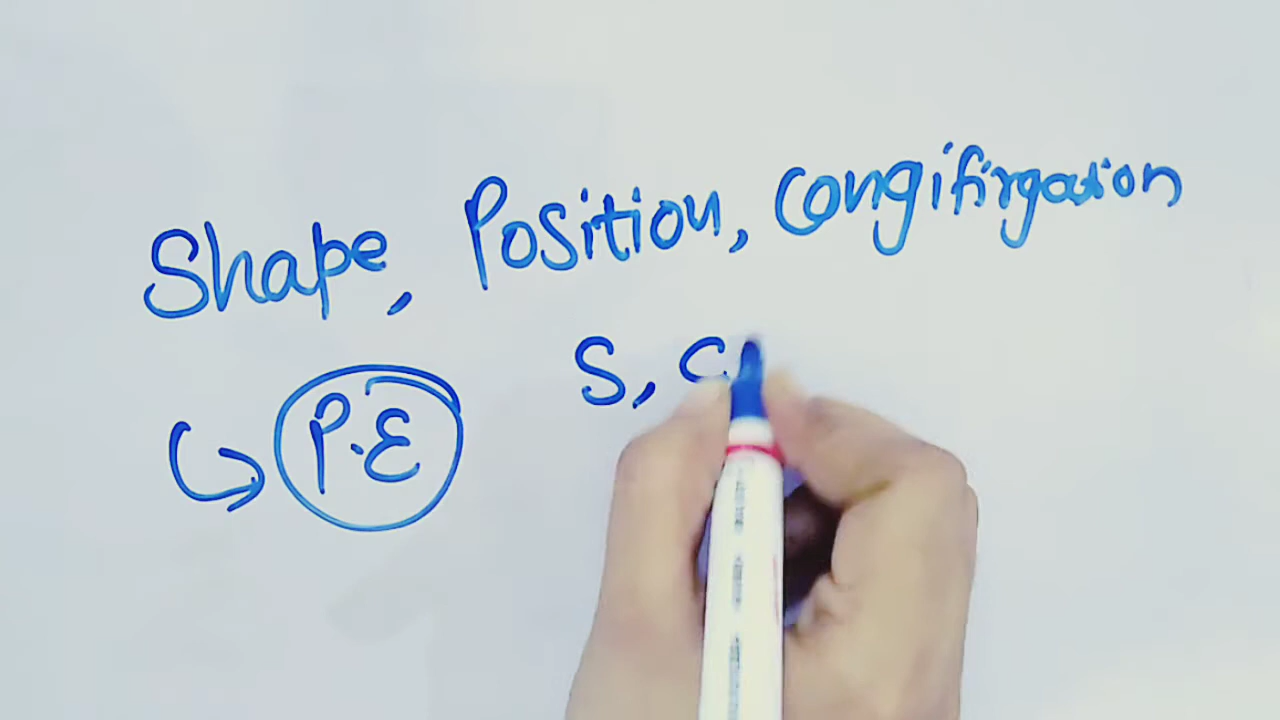 Shape, Position, Congifirgation
P.E
S, C